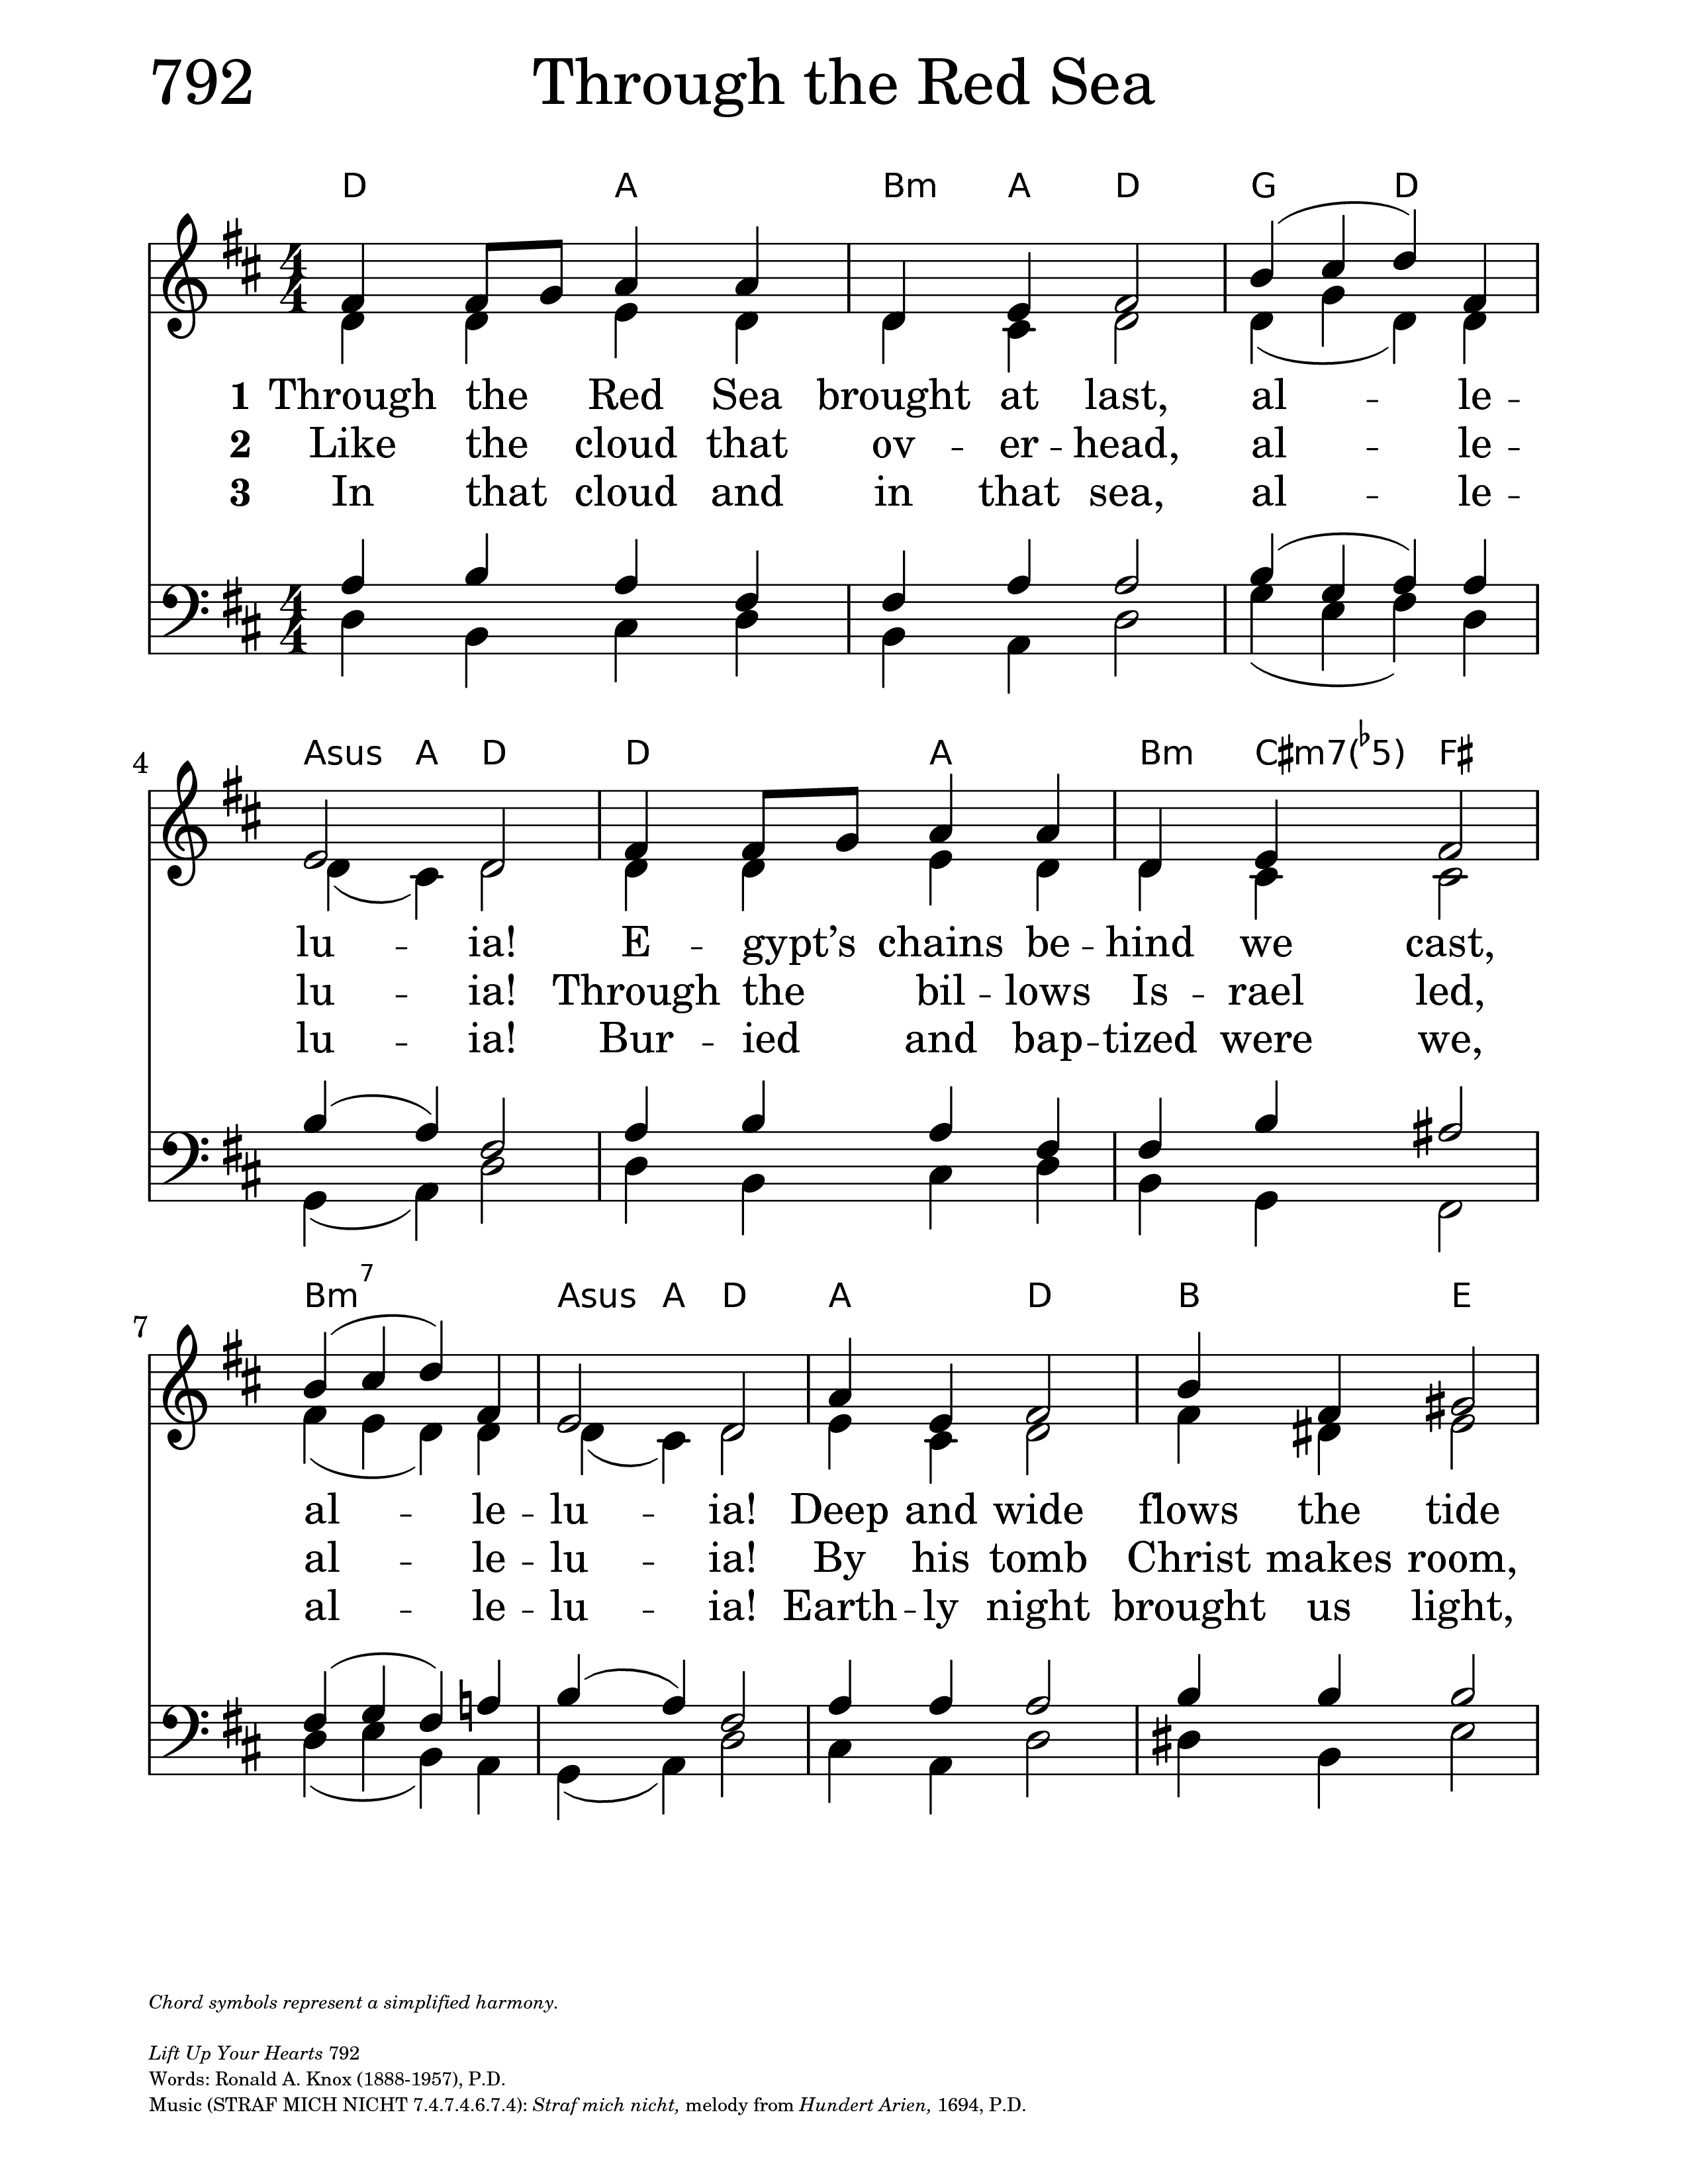 792 Through the Red Sea
D A Bm A D G D
4
4
1 Through the Red Sea brought at last, al - le -
2 Like the cloud that ov - er - head, al - le -
3 In that cloud and in that sea, al - le -
4
4
4 Asus A D D A Bm C♯m7(♭5) F♯
lu - ia! E - gypt’s chains be - hind we cast,
lu - ia! Through the bil - lows Is - rael led,
lu - ia! Bur - ied and bap - tized were we,
7 Bm7 Asus A D A D B E
al - le - lu - ia! Deep and wide flows the tide
al - le - lu - ia! By his tomb Christ makes room,
al - le - lu - ia! Earth - ly night brought us light,
Chord symbols represent a simplified harmony.
Lift Up Your Hearts 792
Words: Ronald A. Knox (1888-1957), P.D.
Music (STRAF MICH NICHT 7.4.7.4.6.7.4): Straf mich nicht, melody from Hundert Arien, 1694, P.D.